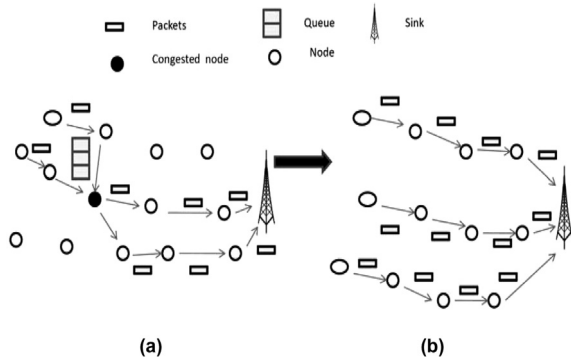 Packets
Queue
Sink
Congested node
Node
(a)
(b)